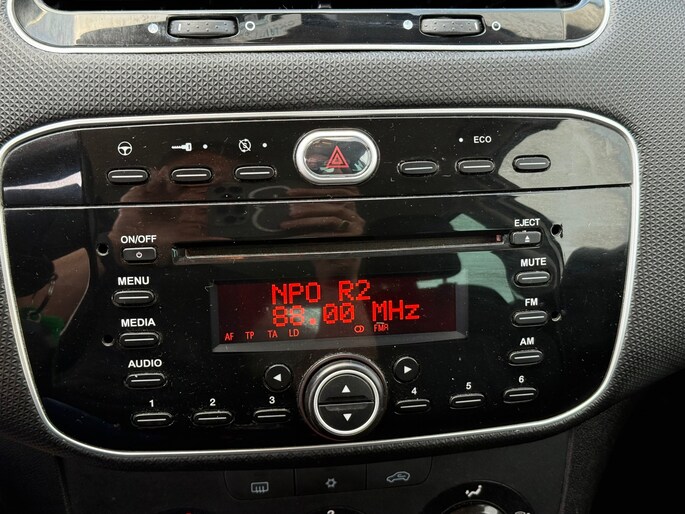 ECO
ON/OFF
EJECT
MENU
MUTE
NPO R2
88.00 MHz
AF TP TA LD CD FMA
MEDIA
FM
AUDIO
AM
1 2 3 4 5 6